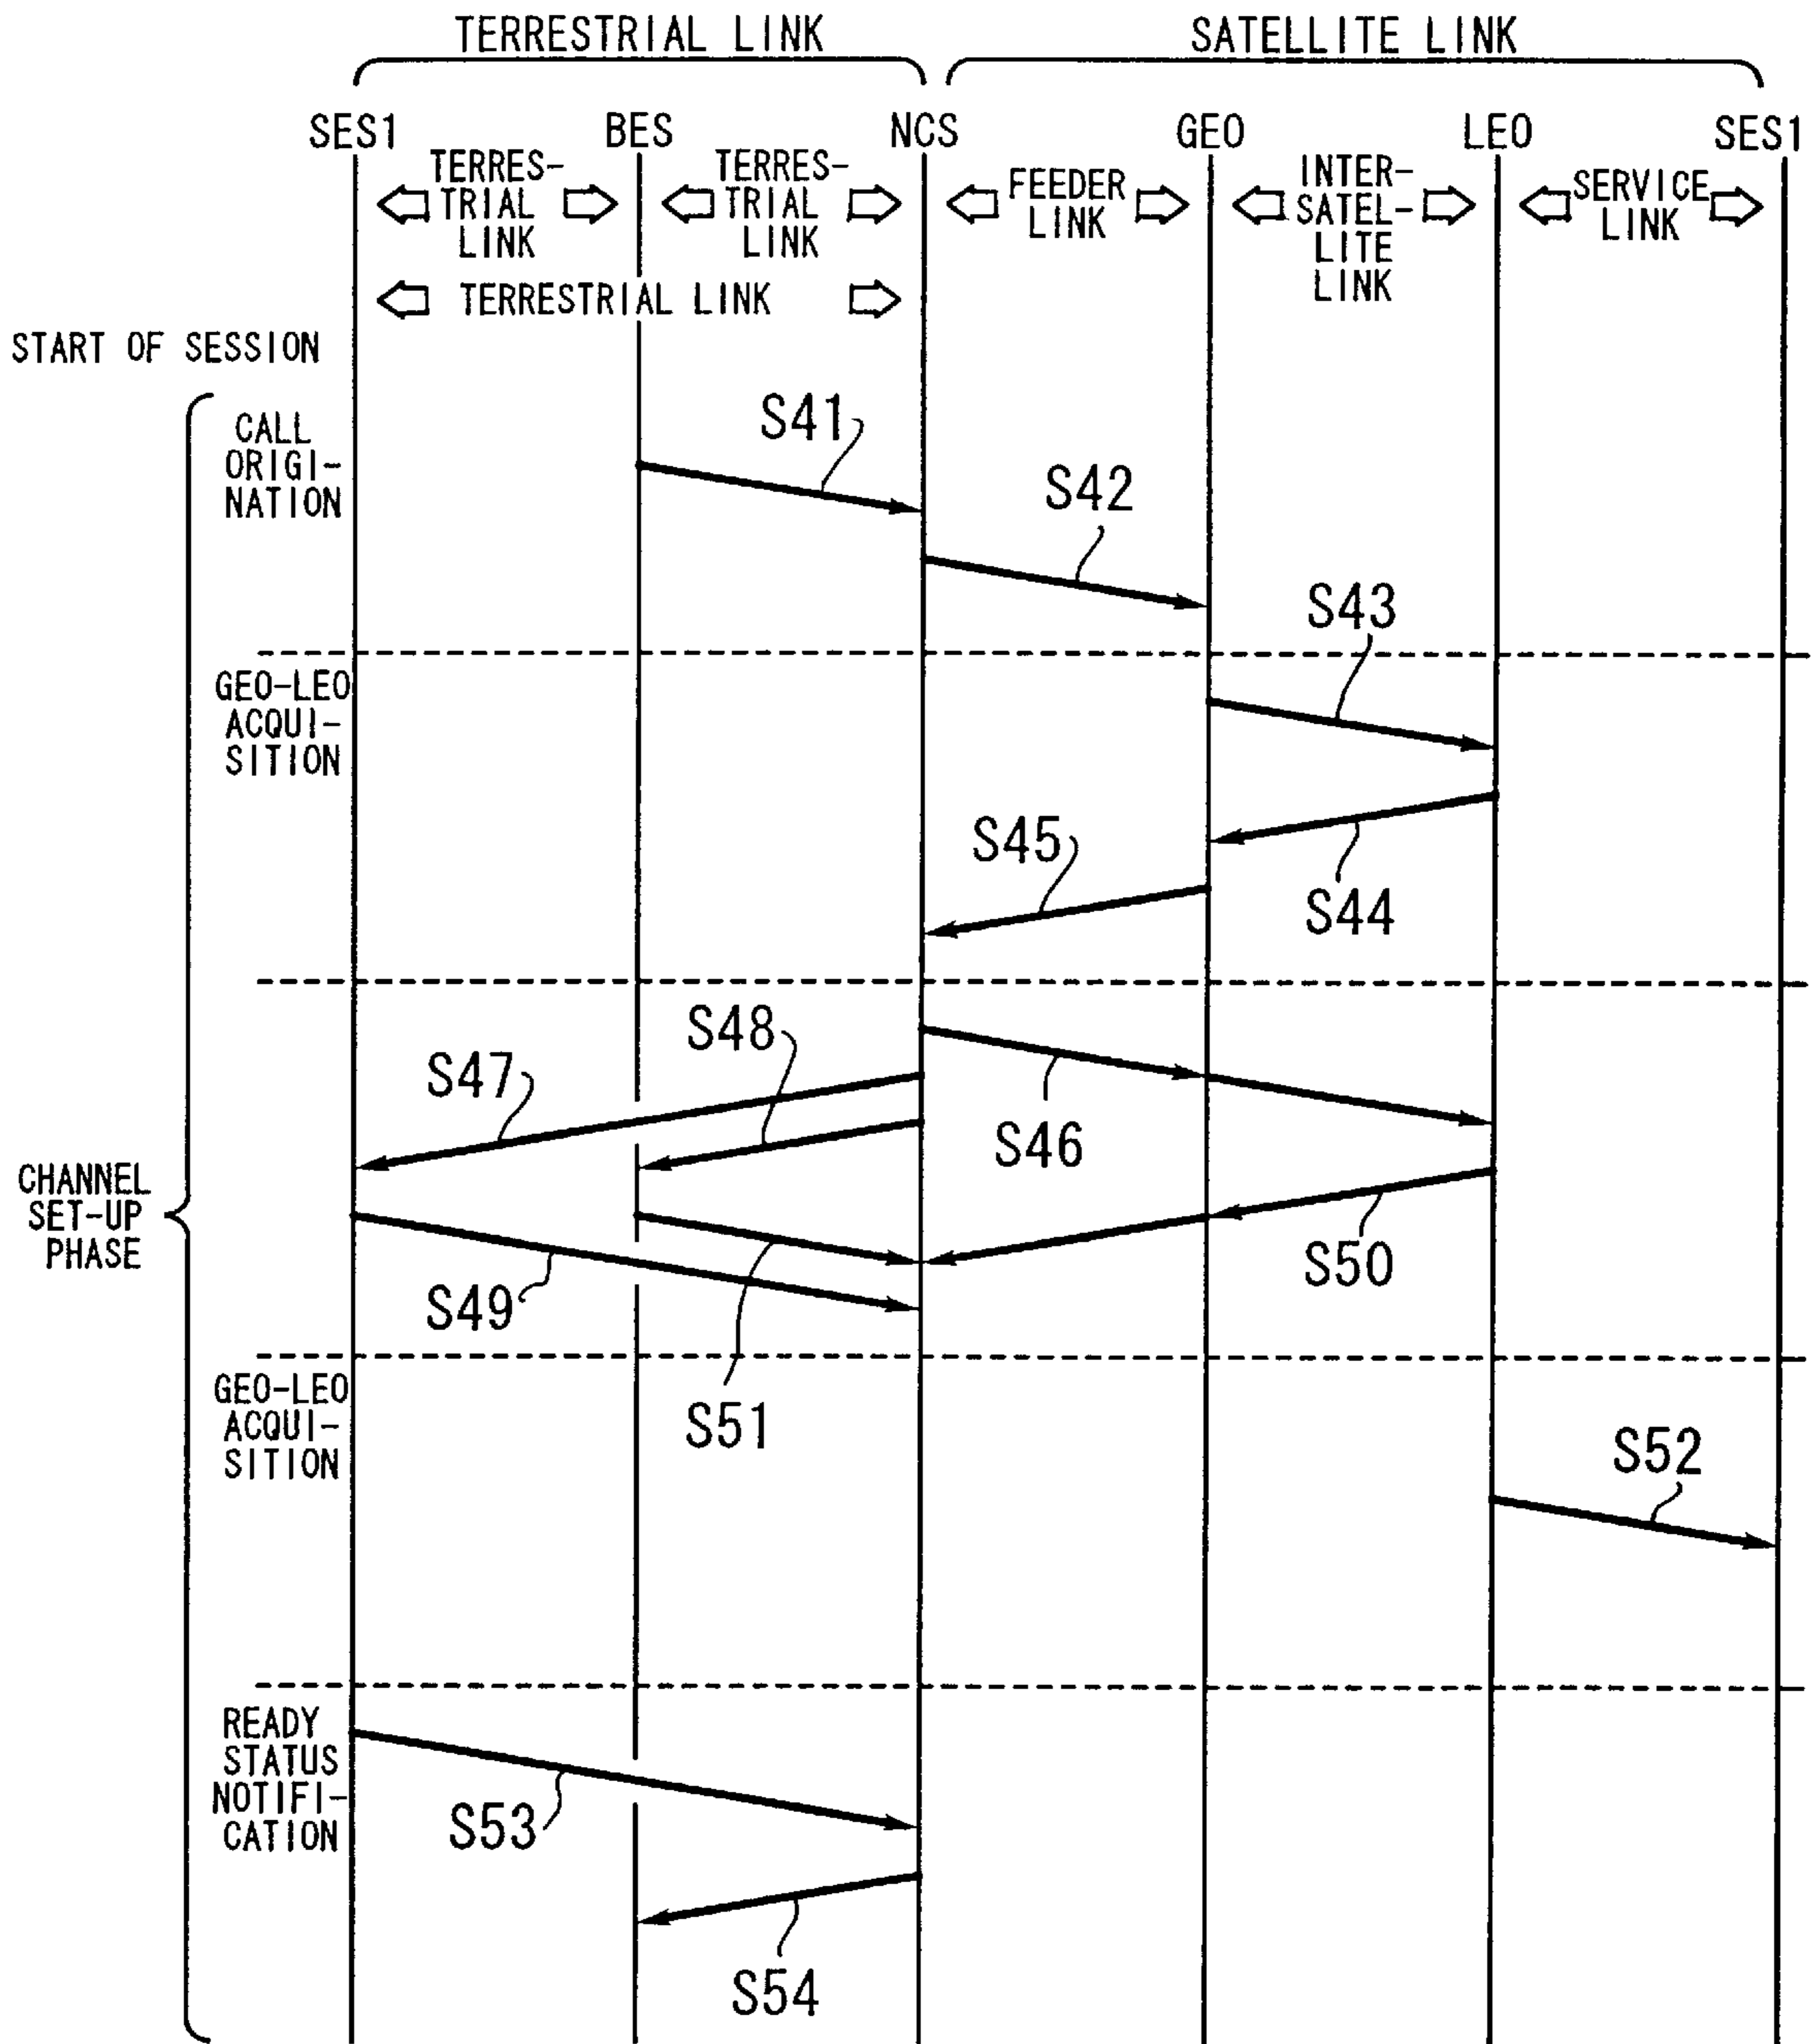 TERRESTRIAL LINK
SATELLITE LINK
SES1
BES
NCS
GEO
LEO
SES1
TERRES-
TRIAL
LINK
TERRES-
TRIAL
LINK
FEEDER
LINK
INTER-
SATEL-
LITE
LINK
SERVICE
LINK
TERRESTRIAL LINK
START OF SESSION
CALL
ORIGI-
NATION
S41
S42
S43
GEO-LEO
ACQUI-
SITION
S45
S44
S48
S47
S46
CHANNEL
SET-UP
PHASE
S50
S49
S51
GEO-LEO
ACQUI-
SITION
S52
READY
STATUS
NOTIFI-
CATION
S53
S54